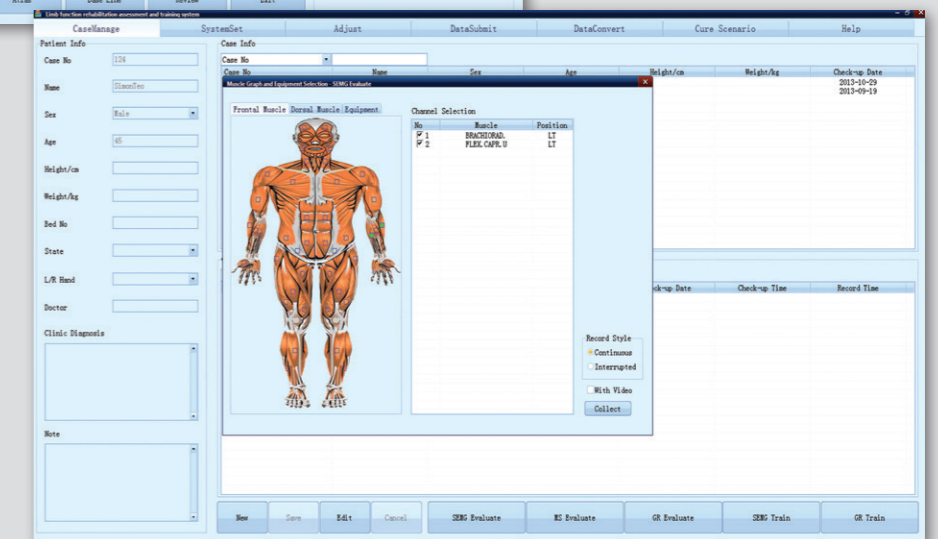 Base Line Review Exit
Limb function rehabilitation assessment and training system
CaseManage SystemSet Adjust DataSubmit DataConvert Cure Scenario Help
Patient Info
Case No 124
Name SimonTeo
Sex Male
Age 45
Height/cm
Weight/kg
Bed No
State
L/R Hand
Doctor
Clinic Diagnosis
Note
Case Info
Case No
Case No Name Sex Age Height/cm Weight/kg Check-up Date
2013-10-29
2013-09-19
Muscle Graph and Equipment Selection - SEMG Evaluate
Frontal Muscle Dorsal Muscle Equipment
Channel Selection
No Muscle Position
1 BRACHIORAD. LT
2 FLEX.CAPR.U LT
Record Style
Continuous
Interrupted
With Video
Collect
ck-up Date Check-up Time Record Time
New Save Edit Cancel SEMG Evaluate MS Evaluate GR Evaluate SEMG Train GR Train